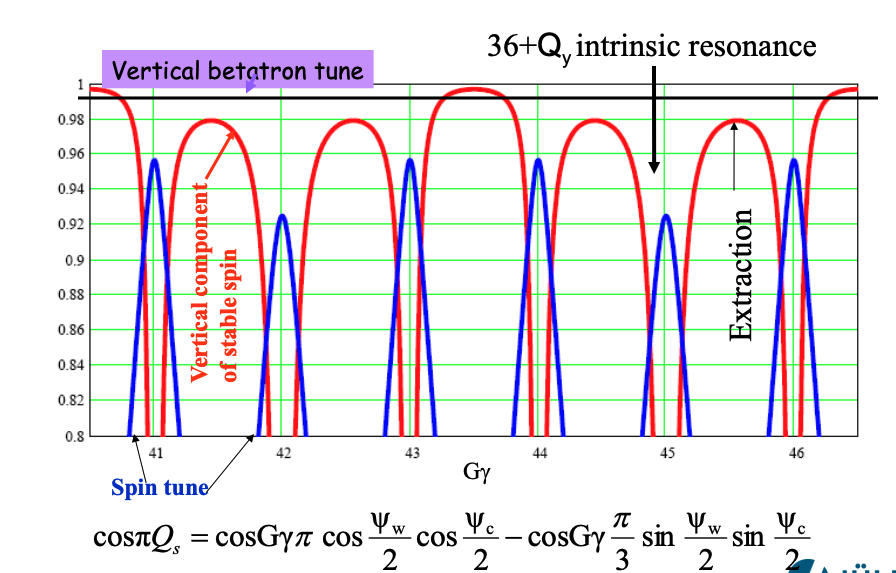 36+Qy intrinsic resonance
Vertical betatron tune
1
0.98
0.96
0.94
0.92
0.9
0.88
0.86
0.84
0.82
0.8
Vertical component
of stable spin
Extraction
41
42
43
44
45
46
Gγ
Spin tune
cosπQₛ = cosGγπ cos ψw/2 cos ψc/2 − cosGγ π/3 sin ψw/2 sin ψc/2